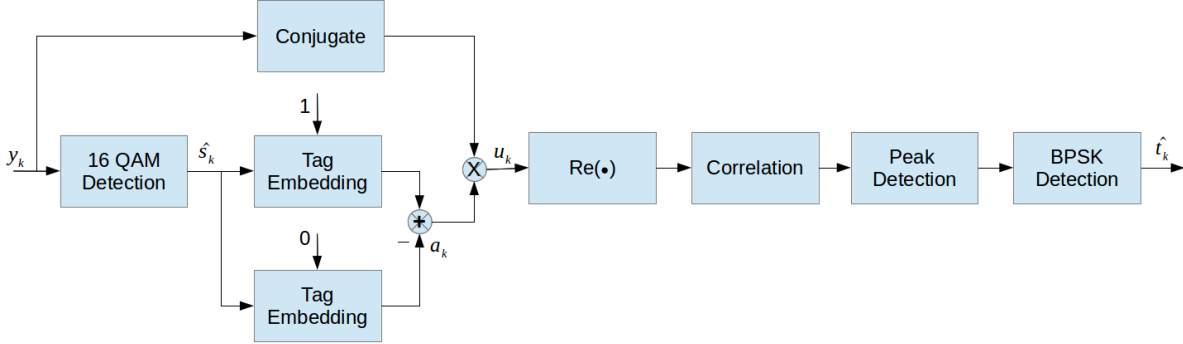 Conjugate
1
y_k
16 QAM
Detection
ŝ_k
Tag
Embedding
X
u_k
Re(•)
Correlation
Peak
Detection
BPSK
Detection
t̂_k
+
−
a_k
0
Tag
Embedding